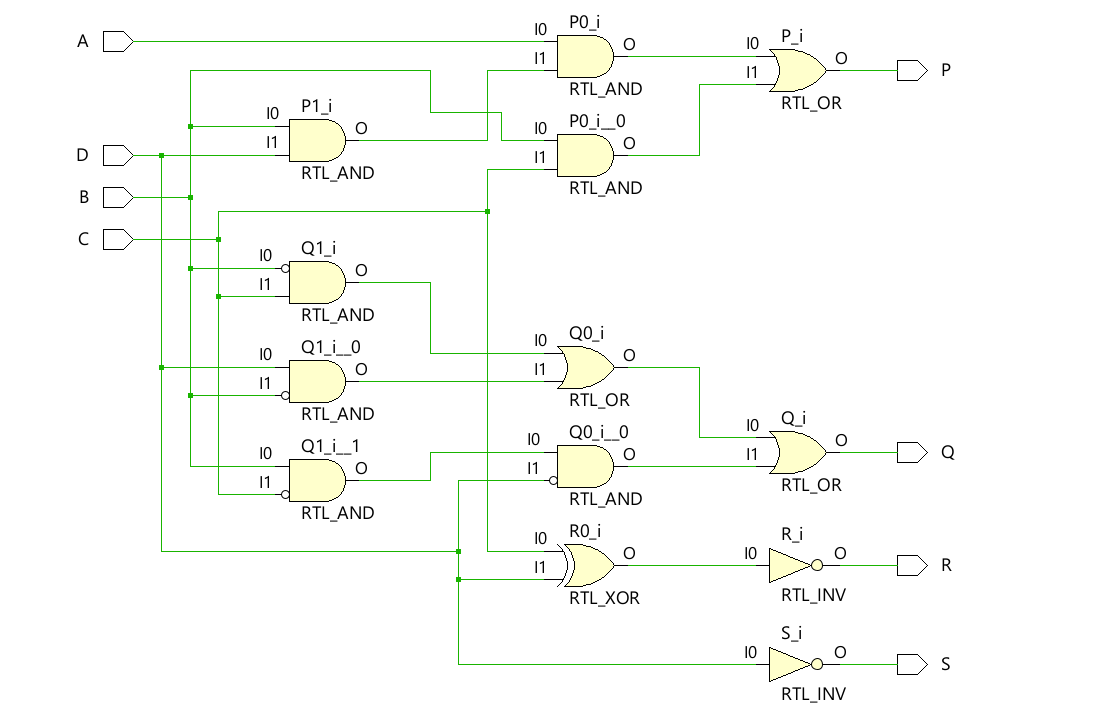 P0_i
A
I0
O
I1
RTL_AND
P_i
I0
O
I1
P
RTL_OR
P1_i
I0
O
I1
RTL_AND
P0_i__0
I0
O
I1
RTL_AND
D
B
C
Q1_i
I0
O
I1
RTL_AND
Q1_i__0
I0
O
I1
RTL_AND
Q0_i
I0
O
I1
RTL_OR
Q1_i__1
I0
O
I1
RTL_AND
Q0_i__0
I0
O
I1
RTL_AND
Q_i
I0
O
I1
Q
RTL_OR
R0_i
I0
O
I1
RTL_XOR
R_i
I0
O
R
RTL_INV
S_i
I0
O
S
RTL_INV